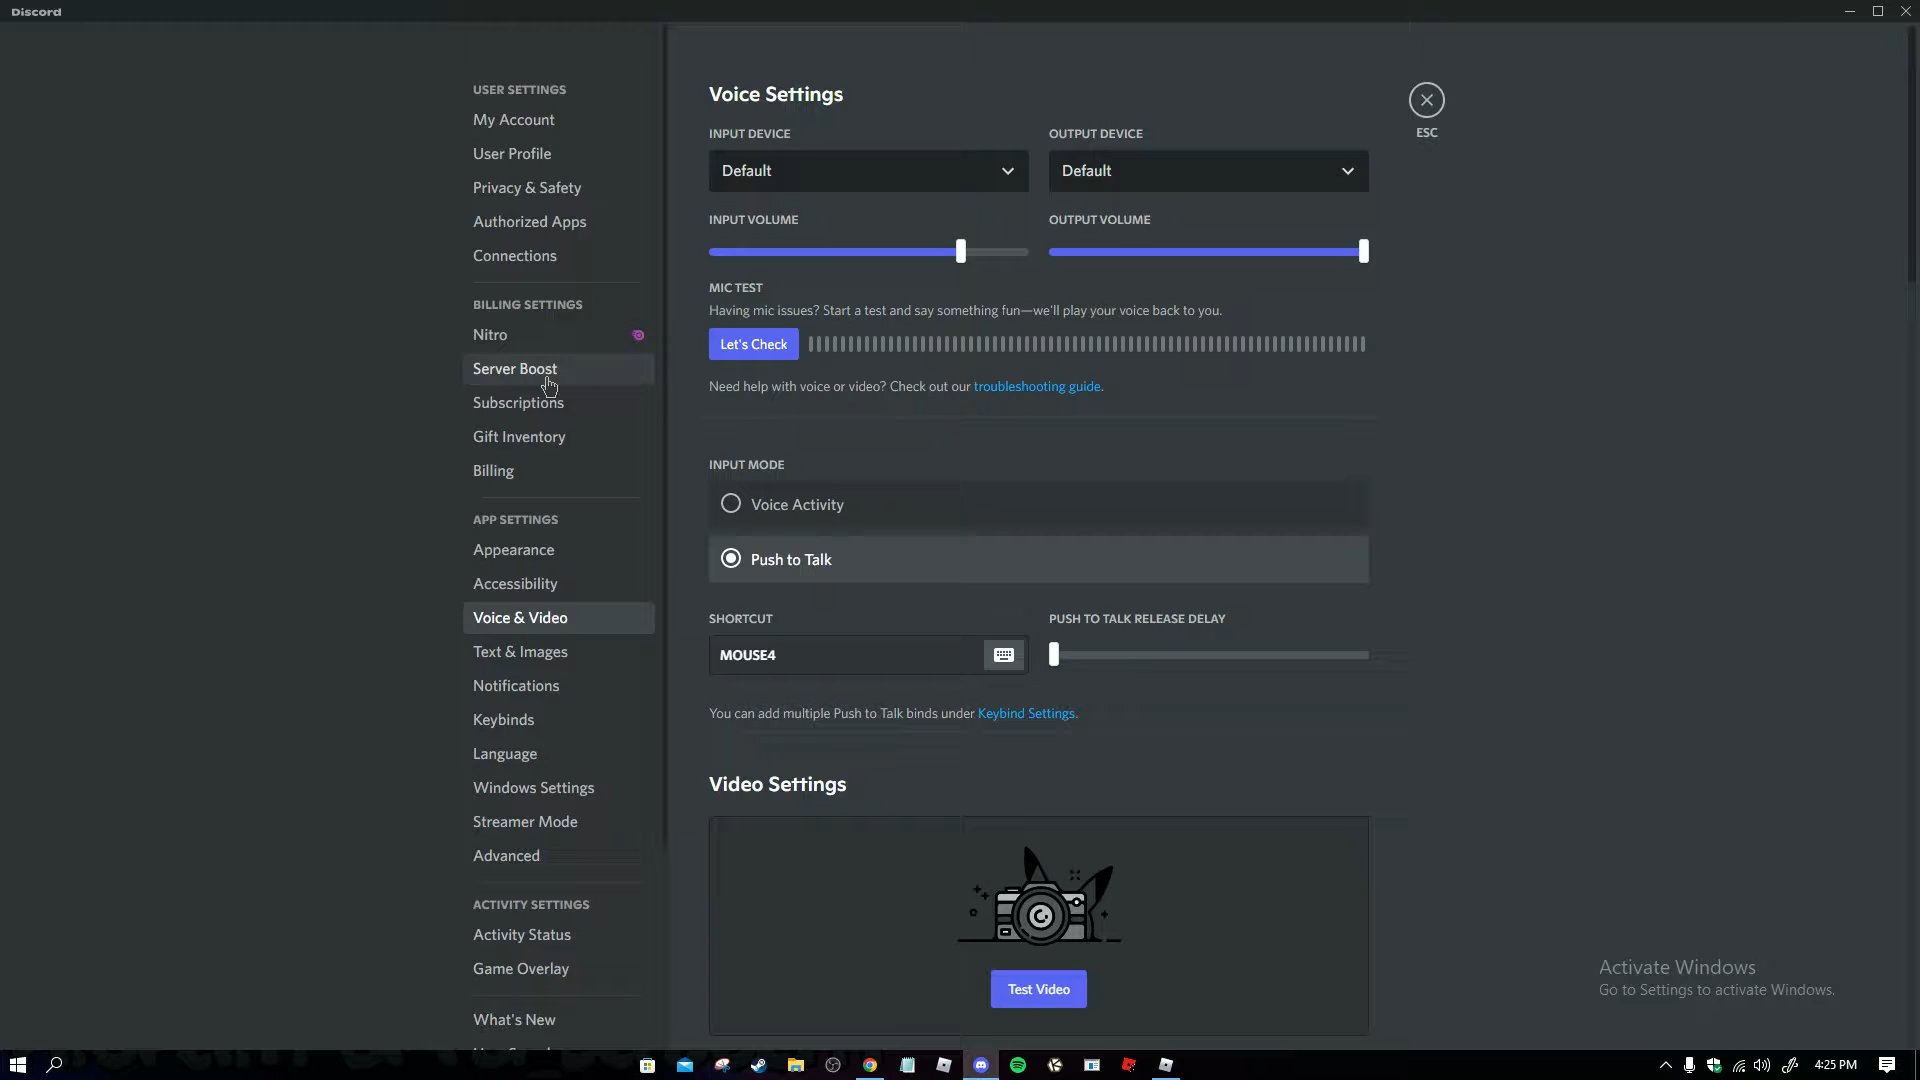 Discord
USER SETTINGS
My Account
User Profile
Privacy & Safety
Authorized Apps
Connections
BILLING SETTINGS
Nitro
Server Boost
Subscriptions
Gift Inventory
Billing
APP SETTINGS
Appearance
Accessibility
Voice & Video
Text & Images
Notifications
Keybinds
Language
Windows Settings
Streamer Mode
Advanced
ACTIVITY SETTINGS
Activity Status
Game Overlay
What's New
Voice Settings
INPUT DEVICE
Default
OUTPUT DEVICE
Default
INPUT VOLUME
OUTPUT VOLUME
MIC TEST
Having mic issues? Start a test and say something fun—we'll play your voice back to you.
Let's Check
Need help with voice or video? Check out our troubleshooting guide.
INPUT MODE
Voice Activity
Push to Talk
SHORTCUT
MOUSE4
PUSH TO TALK RELEASE DELAY
You can add multiple Push to Talk binds under Keybind Settings.
Video Settings
Test Video
ESC
Activate Windows
Go to Settings to activate Windows.
4:25 PM